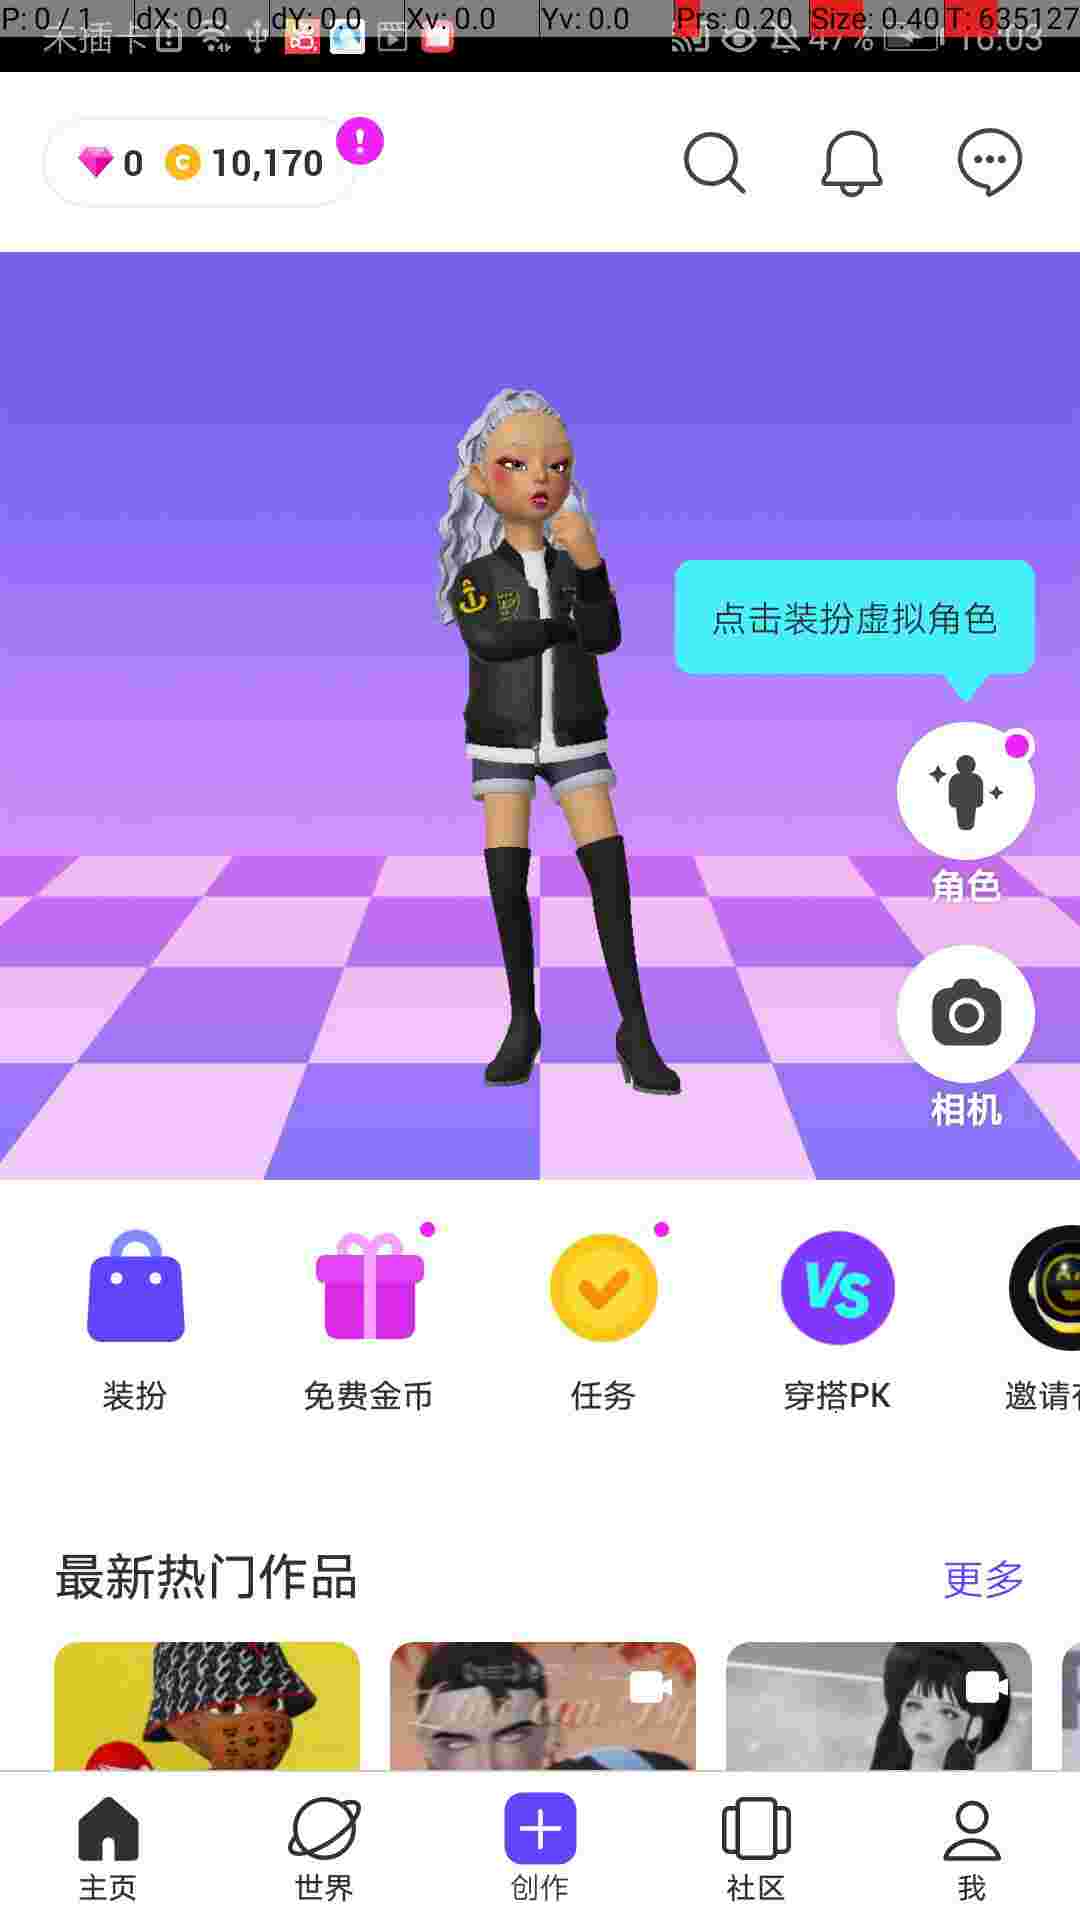 P: 0 / 1 dX: 0.0 dY: 0.0 Xv: 0.0 Yv: 0.0 Prs: 0.20 Size: 0.40 T: 635127
未插卡 47% 16:03
0 C 10,170 !
点击装扮虚拟角色
角色
相机
VS
装扮 免费金币 任务 穿搭PK 邀请
最新热门作品 更多
主页 世界 创作 社区 我